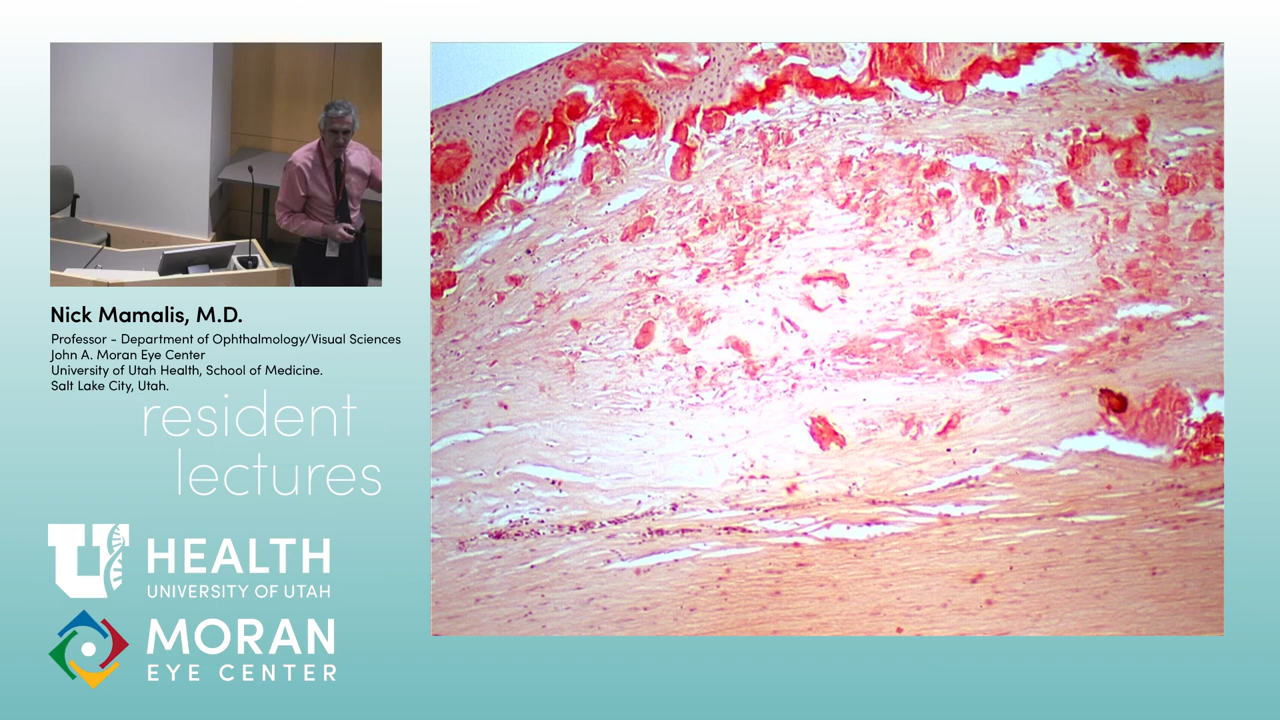 Nick Mamalis, M.D.
Professor - Department of Ophthalmology/Visual Sciences
John A. Moran Eye Center
University of Utah Health, School of Medicine.
Salt Lake City, Utah.
resident
lectures
U HEALTH
UNIVERSITY OF UTAH
MORAN
EYE CENTER